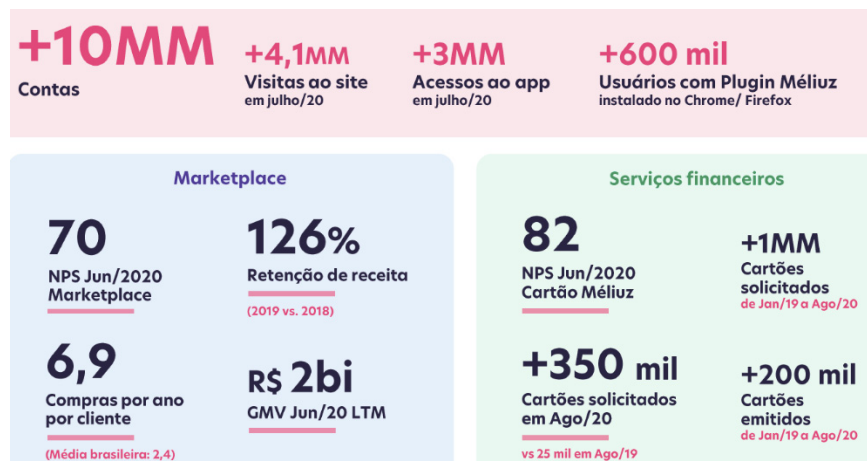 +10MM
Contas
+4,1MM
Visitas ao site
em julho/20
+3MM
Acessos ao app
em julho/20
+600 mil
Usuários com Plugin Méliuz
instalado no Chrome/ Firefox
Marketplace
70
NPS Jun/2020
Marketplace
126%
Retenção de receita
(2019 vs. 2018)
6,9
Compras por ano
por cliente
(Média brasileira: 2,4)
R$ 2bi
GMV Jun/20 LTM
Serviços financeiros
82
NPS Jun/2020
Cartão Méliuz
+1MM
Cartões
solicitados
de Jan/19 a Ago/20
+350 mil
Cartões solicitados
em Ago/20
vs 25 mil em Ago/19
+200 mil
Cartões
emitidos
de Jan/19 a Ago/20